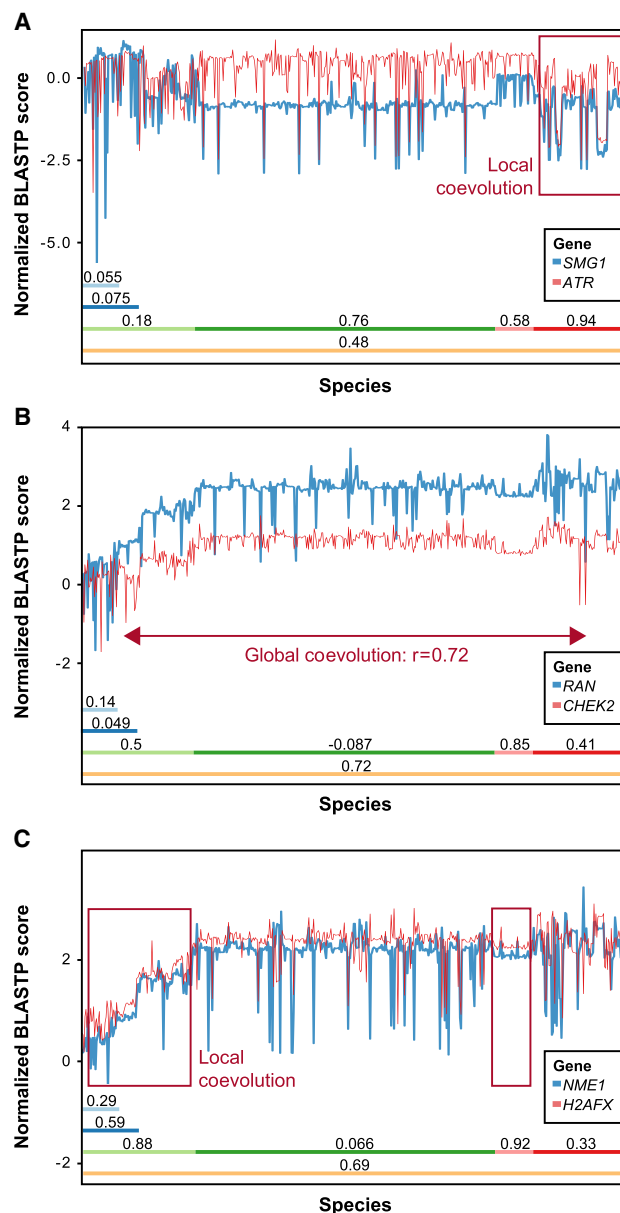 A
Normalized BLASTP score
0.0
-2.5
-5.0
Local
coevolution
Gene
SMG1
ATR
0.055
0.075
0.18 0.76 0.58 0.94
0.48
Species
B
Normalized BLASTP score
4
2
0
-2
Global coevolution: r=0.72
Gene
RAN
CHEK2
0.14
0.049
0.5 -0.087 0.85 0.41
0.72
Species
C
Normalized BLASTP score
2
0
-2
Local
coevolution
Gene
NME1
H2AFX
0.29
0.59
0.88 0.066 0.92 0.33
0.69
Species